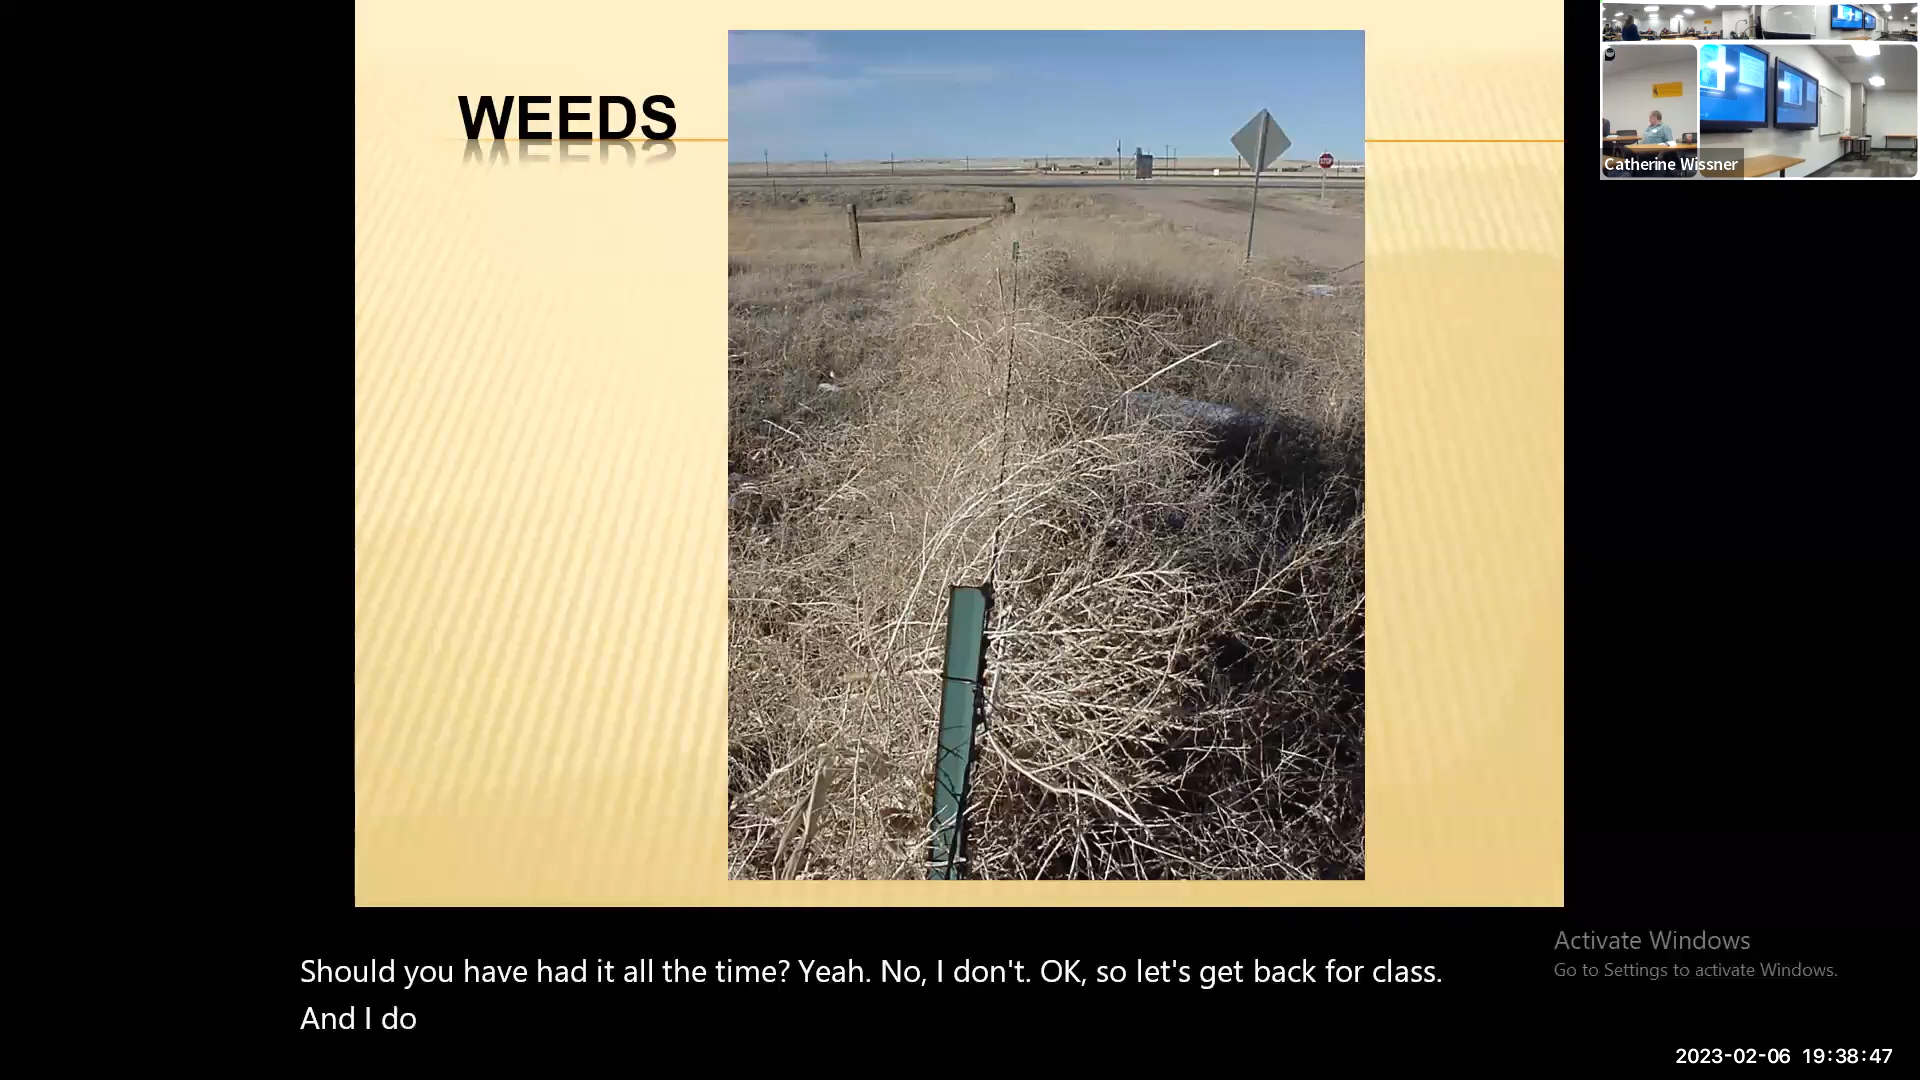 WEEDS
STOP
Catherine Wissner
Should you have had it all the time? Yeah. No, I don't. OK, so let's get back for class.
And I do
Activate Windows
Go to Settings to activate Windows.
2023-02-06 19:38:47